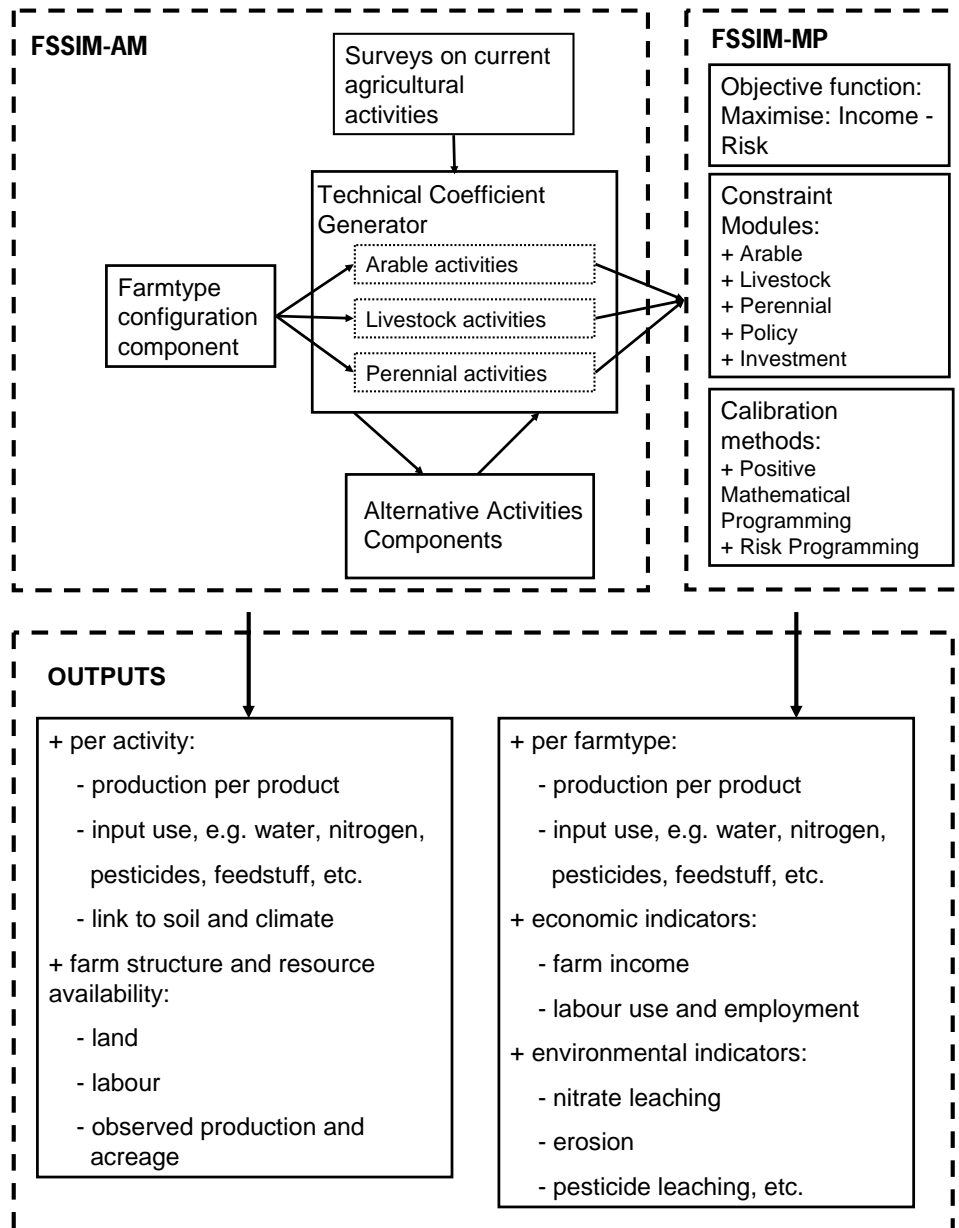 FSSIM-AM
Surveys on current
agricultural
activities
Technical Coefficient
Generator
Arable activities
Livestock activities
Perennial activities
Farmtype
configuration
component
Alternative Activities
Components
FSSIM-MP
Objective function:
Maximise: Income -
Risk
Constraint
Modules:
+ Arable
+ Livestock
+ Perennial
+ Policy
+ Investment
Calibration
methods:
+ Positive
Mathematical
Programming
+ Risk Programming
OUTPUTS
+ per activity:
- production per product
- input use, e.g. water, nitrogen,
pesticides, feedstuff, etc.
- link to soil and climate
+ farm structure and resource
availability:
- land
- labour
- observed production and
acreage
+ per farmtype:
- production per product
- input use, e.g. water, nitrogen,
pesticides, feedstuff, etc.
+ economic indicators:
- farm income
- labour use and employment
+ environmental indicators:
- nitrate leaching
- erosion
- pesticide leaching, etc.